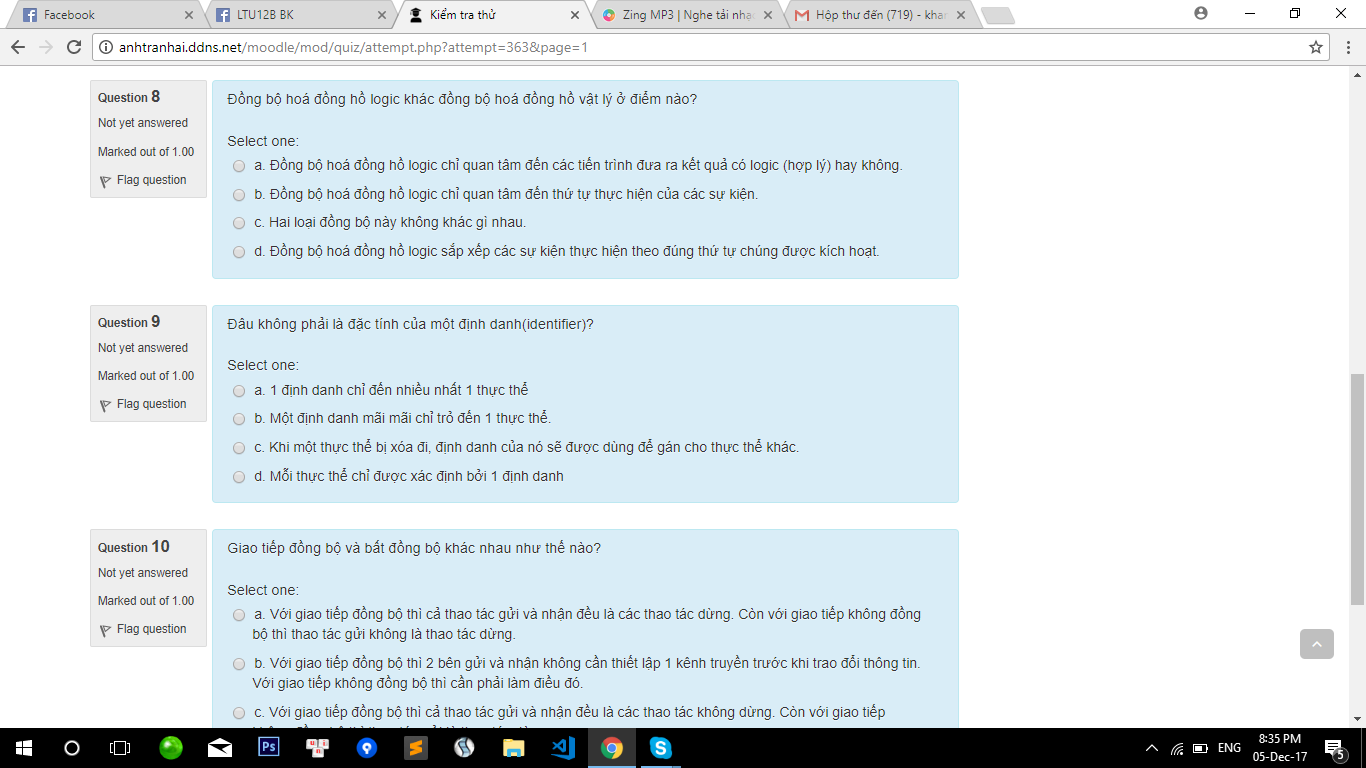 Facebook
LTU12B BK
Kiểm tra thử
Zing MP3 | Nghe tải nhạ
Hộp thư đến (719) - khan
anhtranhai.ddns.net/moodle/mod/quiz/attempt.php?attempt=363&page=1
Question 8
Not yet answered
Marked out of 1.00
Flag question
Đồng bộ hoá đồng hồ logic khác đồng bộ hoá đồng hồ vật lý ở điểm nào?
Select one:
a. Đồng bộ hoá đồng hồ logic chỉ quan tâm đến các tiến trình đưa ra kết quả có logic (hợp lý) hay không.
b. Đồng bộ hoá đồng hồ logic chỉ quan tâm đến thứ tự thực hiện của các sự kiện.
c. Hai loại đồng bộ này không khác gì nhau.
d. Đồng bộ hoá đồng hồ logic sắp xếp các sự kiện thực hiện theo đúng thứ tự chúng được kích hoạt.
Question 9
Not yet answered
Marked out of 1.00
Flag question
Đâu không phải là đặc tính của một định danh(identifier)?
Select one:
a. 1 định danh chỉ đến nhiều nhất 1 thực thể
b. Một định danh mãi mãi chỉ trỏ đến 1 thực thể.
c. Khi một thực thể bị xóa đi, định danh của nó sẽ được dùng để gán cho thực thể khác.
d. Mỗi thực thể chỉ được xác định bởi 1 định danh
Question 10
Not yet answered
Marked out of 1.00
Flag question
Giao tiếp đồng bộ và bất đồng bộ khác nhau như thế nào?
Select one:
a. Với giao tiếp đồng bộ thì cả thao tác gửi và nhận đều là các thao tác dừng. Còn với giao tiếp không đồng
bộ thì thao tác gửi không là thao tác dừng.
b. Với giao tiếp đồng bộ thì 2 bên gửi và nhận không cần thiết lập 1 kênh truyền trước khi trao đổi thông tin.
Với giao tiếp không đồng bộ thì cần phải làm điều đó.
c. Với giao tiếp đồng bộ thì cả thao tác gửi và nhận đều là các thao tác không dừng. Còn với giao tiếp
ENG
8:35 PM
05-Dec-17
5